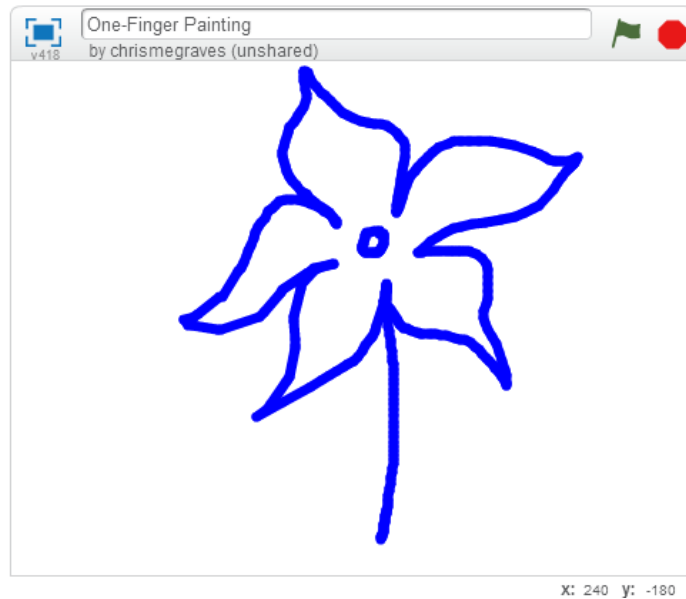 One-Finger Painting
v418
by chrismegraves (unshared)
x: 240 y: -180